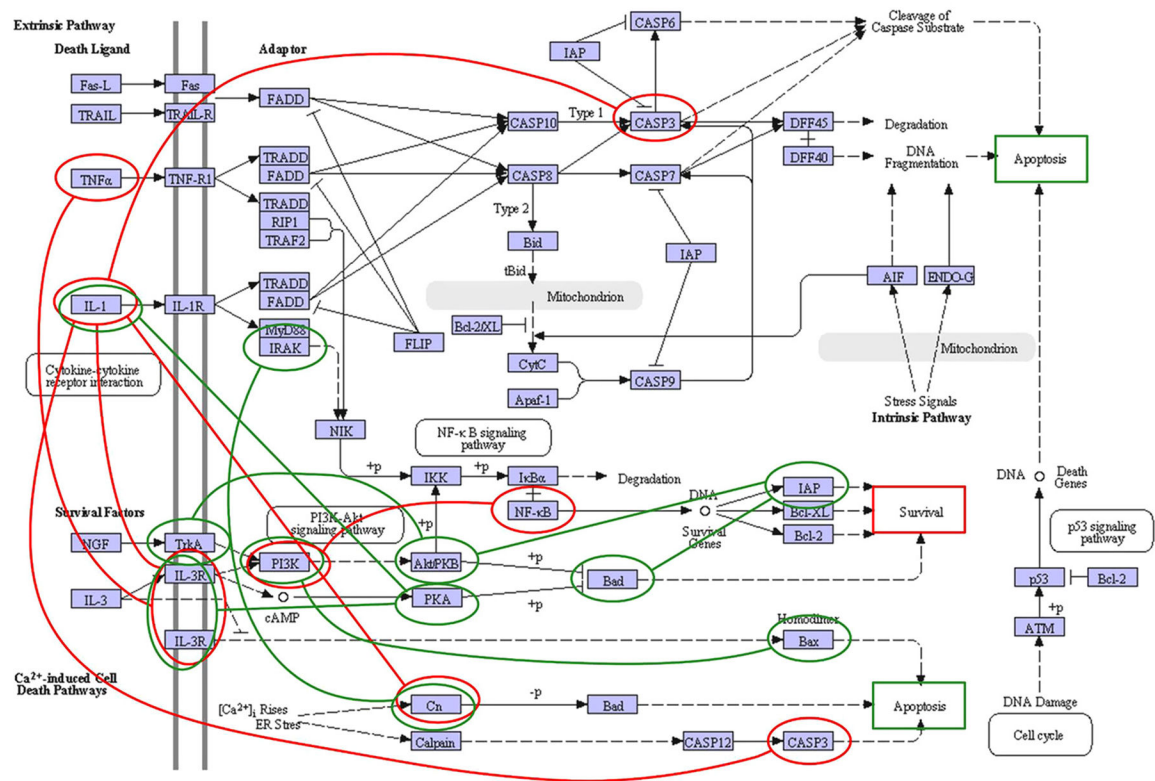 Extrinsic Pathway
Death Ligand
Adaptor
CASP6
Cleavage of
Caspase Substrate
IAP
Fas-L
Fas
FADD
TRAIL
TRAIL-R
CASP10
Type 1
CASP3
DFF45
Degradation
DFF40
DNA
Fragmentation
Apoptosis
TNFα
TNF-R1
TRADD
FADD
CASP8
CASP7
TRADD
RIP1
TRAF2
Type 2
Bid
IAP
tBid
AIF
ENDO-G
Mitochondrion
IL-1
IL-1R
TRADD
FADD
MyD88
IRAK
FLIP
Bcl-2/XL
Mitochondrion
Cytokine-cytokine
receptor interaction
CytC
Apaf-1
CASP9
Stress Signals
Intrinsic Pathway
NIK
NF-κ B signaling
pathway
+p
IKK
+p
IκBα
Degradation
DNA
IAP
DNA
Death
Genes
Survival Factors
PI3K-Akt
signaling pathway
+p
NF-κB
Survival
Genes
Bcl-XL
Bcl-2
Survival
p53 signaling
pathway
NGF
TrkA
PI3K
Akt/PKB
+p
Bad
IL-3R
IL-3
cAMP
PKA
+p
p53
Bcl-2
+p
IL-3R
Homodimer
Bax
ATM
Ca2+-induced Cell
Death Pathways
[Ca2+]i Rises
ER Stres
Cn
-p
Bad
Apoptosis
DNA Damage
Calpain
CASP12
CASP3
Cell cycle